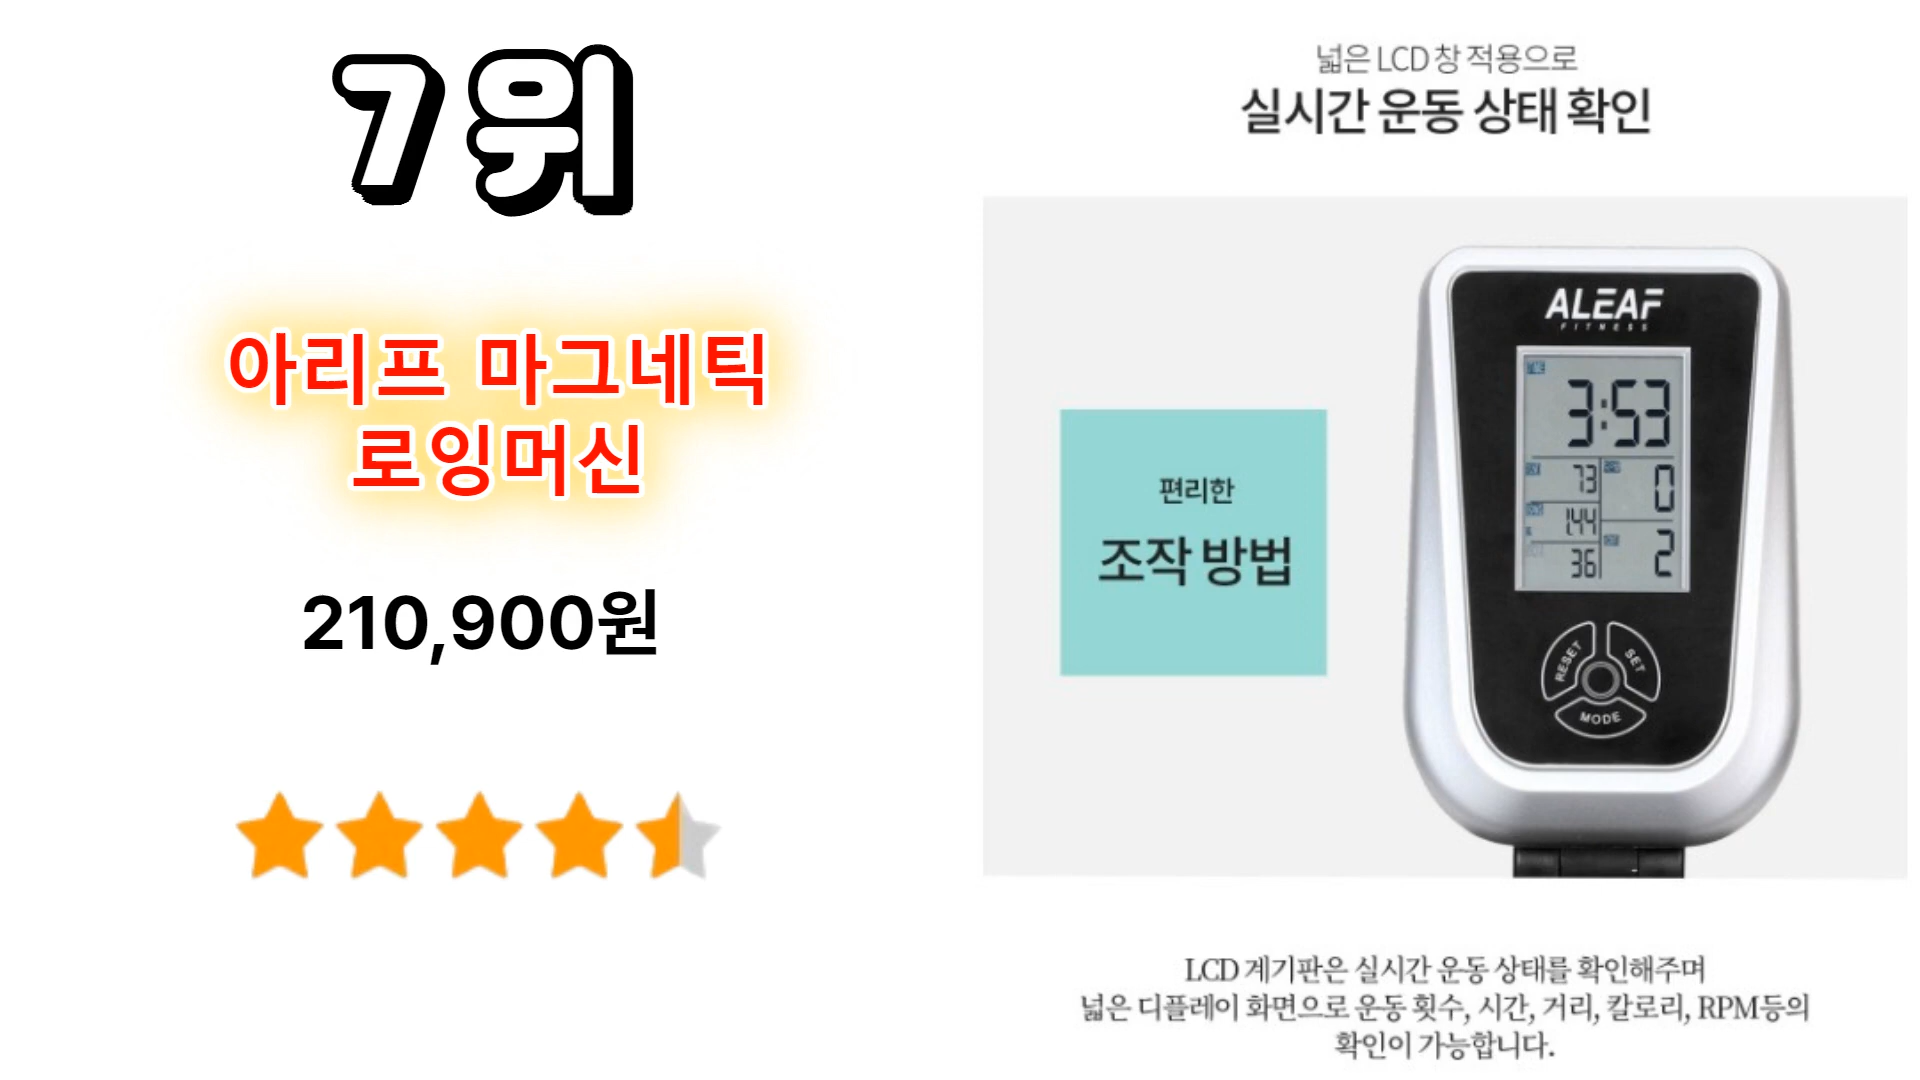 7위
아리프 마그네틱
로잉머신
210,900원
넓은 LCD 창 적용으로
실시간 운동 상태 확인
편리한
조작 방법
ALEAF
FITNESS
3:53
73
0
1.44
36
2
RESET
SET
MODE
LCD 계기판은 실시간 운동 상태를 확인해주며
넓은 디플레이 화면으로 운동 횟수, 시간, 거리, 칼로리, RPM등의
확인이 가능합니다.